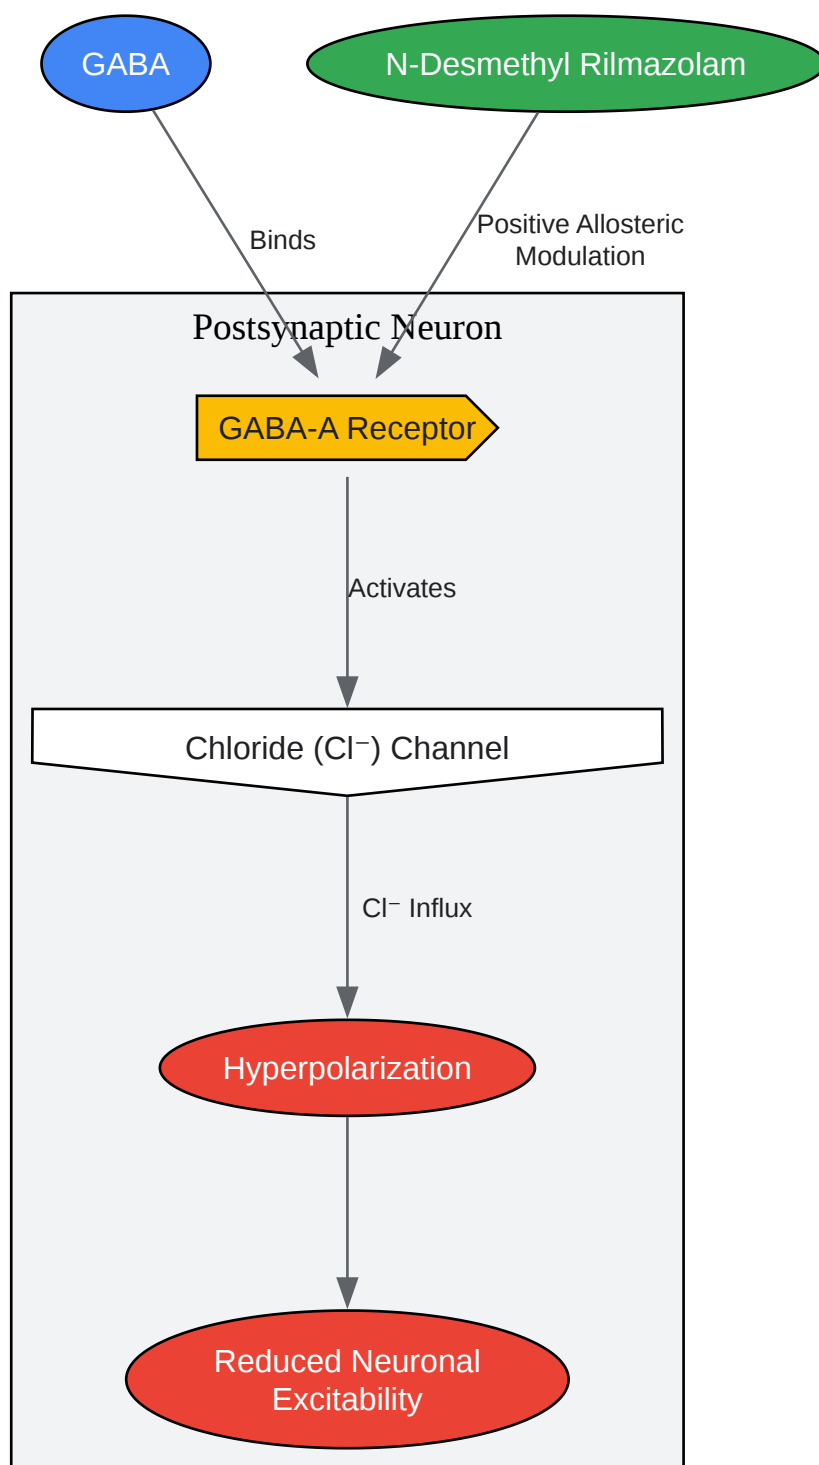 GABA
N-Desmethyl Rilmazolam
Binds
Positive Allosteric
Modulation
Postsynaptic Neuron
GABA-A Receptor
Activates
Chloride (Cl⁻) Channel
Cl⁻ Influx
Hyperpolarization
Reduced Neuronal
Excitability